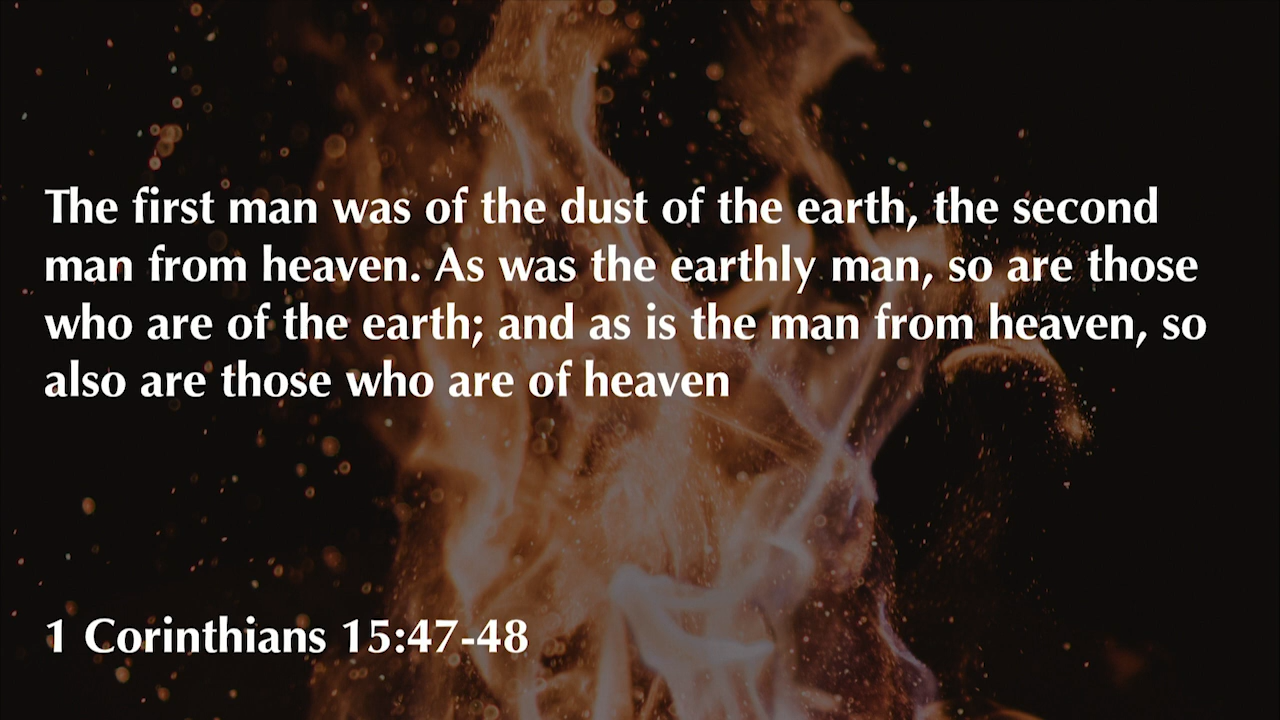 The first man was of the dust of the earth, the second
man from heaven. As was the earthly man, so are those
who are of the earth; and as is the man from heaven, so
also are those who are of heaven
1 Corinthians 15:47-48